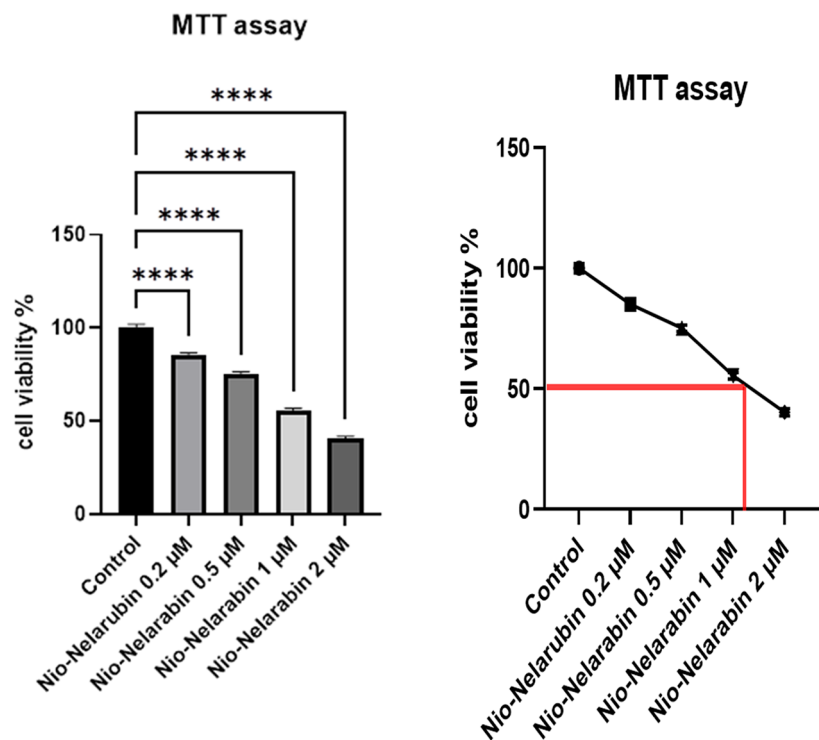 MTT assay
****
****
****
****
150
100
50
0
cell viability %
Control
Nio-Nelarubin 0.2 µM
Nio-Nelarabin 0.5 µM
Nio-Nelarabin 1 µM
Nio-Nelarabin 2 µM
MTT assay
150
100
50
0
cell viability %
Control
Nio-Nelarubin 0.2 µM
Nio-Nelarabin 0.5 µM
Nio-Nelarabin 1 µM
Nio-Nelarabin 2 µM